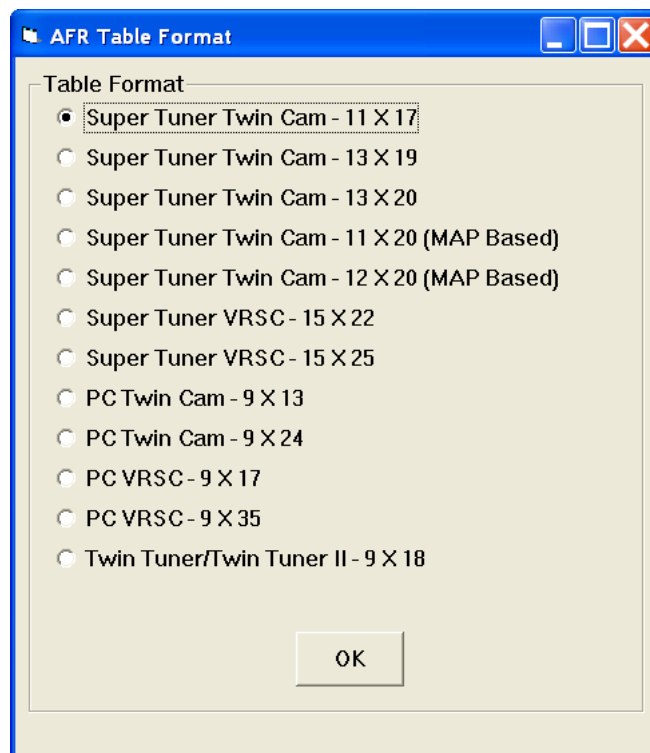 AFR Table Format
Table Format
Super Tuner Twin Cam - 11 X 17
Super Tuner Twin Cam - 13 X 19
Super Tuner Twin Cam - 13 X 20
Super Tuner Twin Cam - 11 X 20 (MAP Based)
Super Tuner Twin Cam - 12 X 20 (MAP Based)
Super Tuner VRSC - 15 X 22
Super Tuner VRSC - 15 X 25
PC Twin Cam - 9 X 13
PC Twin Cam - 9 X 24
PC VRSC - 9 X 17
PC VRSC - 9 X 35
Twin Tuner/Twin Tuner II - 9 X 18
OK